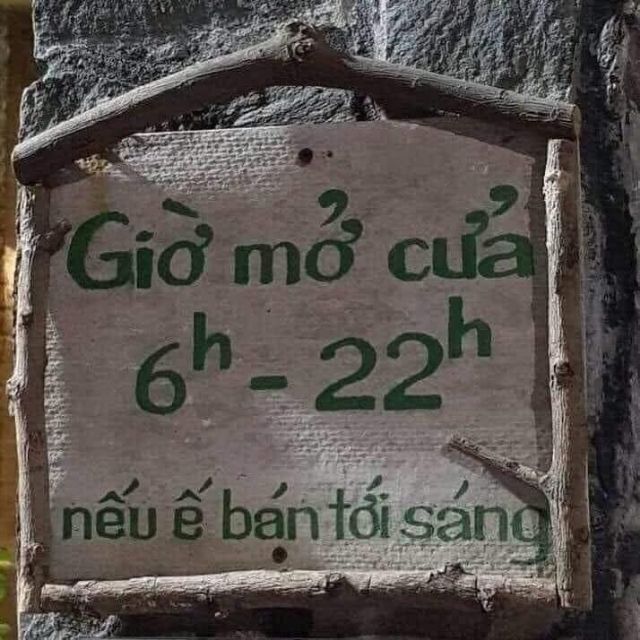 Giờ mở cửa
6h - 22h
nếu ế bán tới sáng